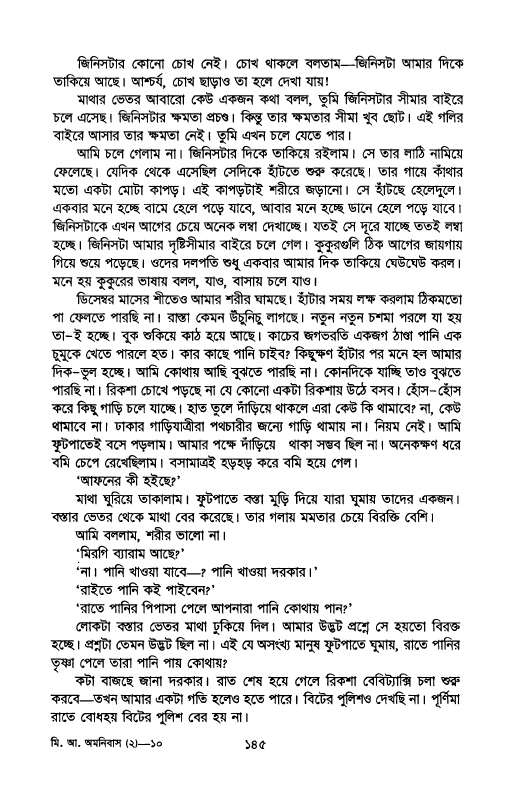 জিনিসটার কোনো চোখ নেই। চোখ থাকলে বলতাম—জিনিসটা আমার দিকে
তাকিয়ে আছে। আশ্চর্য, চোখ ছাড়াও তা হলে দেখা যায়!
মাথার ভেতর আবারো কেউ একজন কথা বলল, তুমি জিনিসটার সীমার বাইরে
চলে এসেছ। জিনিসটার ক্ষমতা প্রচণ্ড। কিন্তু তার ক্ষমতার সীমা খুব ছোট। এই গলির
বাইরে আসার তার ক্ষমতা নেই। তুমি এখন চলে যেতে পার।
আমি চলে গেলাম না। জিনিসটার দিকে তাকিয়ে রইলাম। সে তার লাঠি নামিয়ে
ফেলেছে। যেদিক থেকে এসেছিল সেদিকে হাঁটতে শুরু করেছে। তার গায়ে কাঁথার
মতো একটা মোটা কাপড়। এই কাপড়টাই শরীরে জড়ানো। সে হাঁটছে হেলেদুলে।
একবার মনে হচ্ছে বামে হেলে পড়ে যাবে, আবার মনে হচ্ছে ডানে হেলে পড়ে যাবে।
জিনিসটাকে এখন আগের চেয়ে অনেক লম্বা দেখাচ্ছে। যতই সে দূরে যাচ্ছে ততই লম্বা
হচ্ছে। জিনিসটা আমার দৃষ্টিসীমার বাইরে চলে গেল। কুকুরগুলি ঠিক আগের জায়গায়
গিয়ে শুয়ে পড়েছে। ওদের দলপতি শুধু একবার আমার দিক তাকিয়ে ঘেউঘেউ করল।
মনে হয় কুকুরের ভাষায় বলল, যাও, বাসায় চলে যাও।
ডিসেম্বর মাসের শীতেও আমার শরীর ঘামছে। হাঁটার সময় লক্ষ করলাম ঠিকমতো
পা ফেলতে পারছি না। রাস্তা কেমন উঁচুনিচু লাগছে। নতুন নতুন চশমা পরলে যা হয়
তা-ই হচ্ছে। বুক শুকিয়ে কাঠ হয়ে আছে। কাচের জগভরতি একজগ ঠাণ্ডা পানি এক
চুমুকে খেতে পারলে হত। কার কাছে পানি চাইব? কিছুক্ষণ হাঁটার পর মনে হল আমার
দিক-ভুল হচ্ছে। আমি কোথায় আছি বুঝতে পারছি না। কোনদিকে যাচ্ছি তাও বুঝতে
পারছি না। রিকশা চোখে পড়ছে না যে কোনো একটা রিকশায় উঠে বসব। হোঁস-হোঁস
করে কিছু গাড়ি চলে যাচ্ছে। হাত তুলে দাঁড়িয়ে থাকলে এরা কেউ কি থামাবে? না, কেউ
থামাবে না। ঢাকার গাড়িযাত্রীরা পথচারীর জন্যে গাড়ি থামায় না। নিয়ম নেই। আমি
ফুটপাতেই বসে পড়লাম। আমার পক্ষে দাঁড়িয়ে থাকা সম্ভব ছিল না। অনেকক্ষণ ধরে
বমি চেপে রেখেছিলাম। বসামাত্রই হড়হড় করে বমি হয়ে গেল।
‘আফনের কী হইছে?’
মাথা ঘুরিয়ে তাকালাম। ফুটপাতে বস্তা মুড়ি দিয়ে যারা ঘুমায় তাদের একজন।
বস্তার ভেতর থেকে মাথা বের করেছে। তার গলায় মমতার চেয়ে বিরক্তি বেশি।
আমি বললাম, শরীর ভালো না।
‘মিরগি ব্যারাম আছে?’
‘না। পানি খাওয়া যাবে—? পানি খাওয়া দরকার।’
‘রাইতে পানি কই পাইবেন?’
‘রাতে পানির পিপাসা পেলে আপনারা পানি কোথায় পান?’
লোকটা বস্তার ভেতর মাথা ঢুকিয়ে দিল। আমার উদ্ভট প্রশ্নে সে হয়তো বিরক্ত
হচ্ছে। প্রশ্নটা তেমন উদ্ভট ছিল না। এই যে অসংখ্য মানুষ ফুটপাতে ঘুমায়, রাতে পানির
তৃষ্ণা পেলে তারা পানি পায় কোথায়?
কটা বাজছে জানা দরকার। রাত শেষ হয়ে গেলে রিকশা বেবিট্যাক্সি চলা শুরু
করবে—তখন আমার একটা গতি হলেও হতে পারে। বিটের পুলিশও দেখছি না। পূর্ণিমা
রাতে বোধহয় বিটের পুলিশ বের হয় না।
মি. আ. অমনিবাস (২)—১০
১৪৫